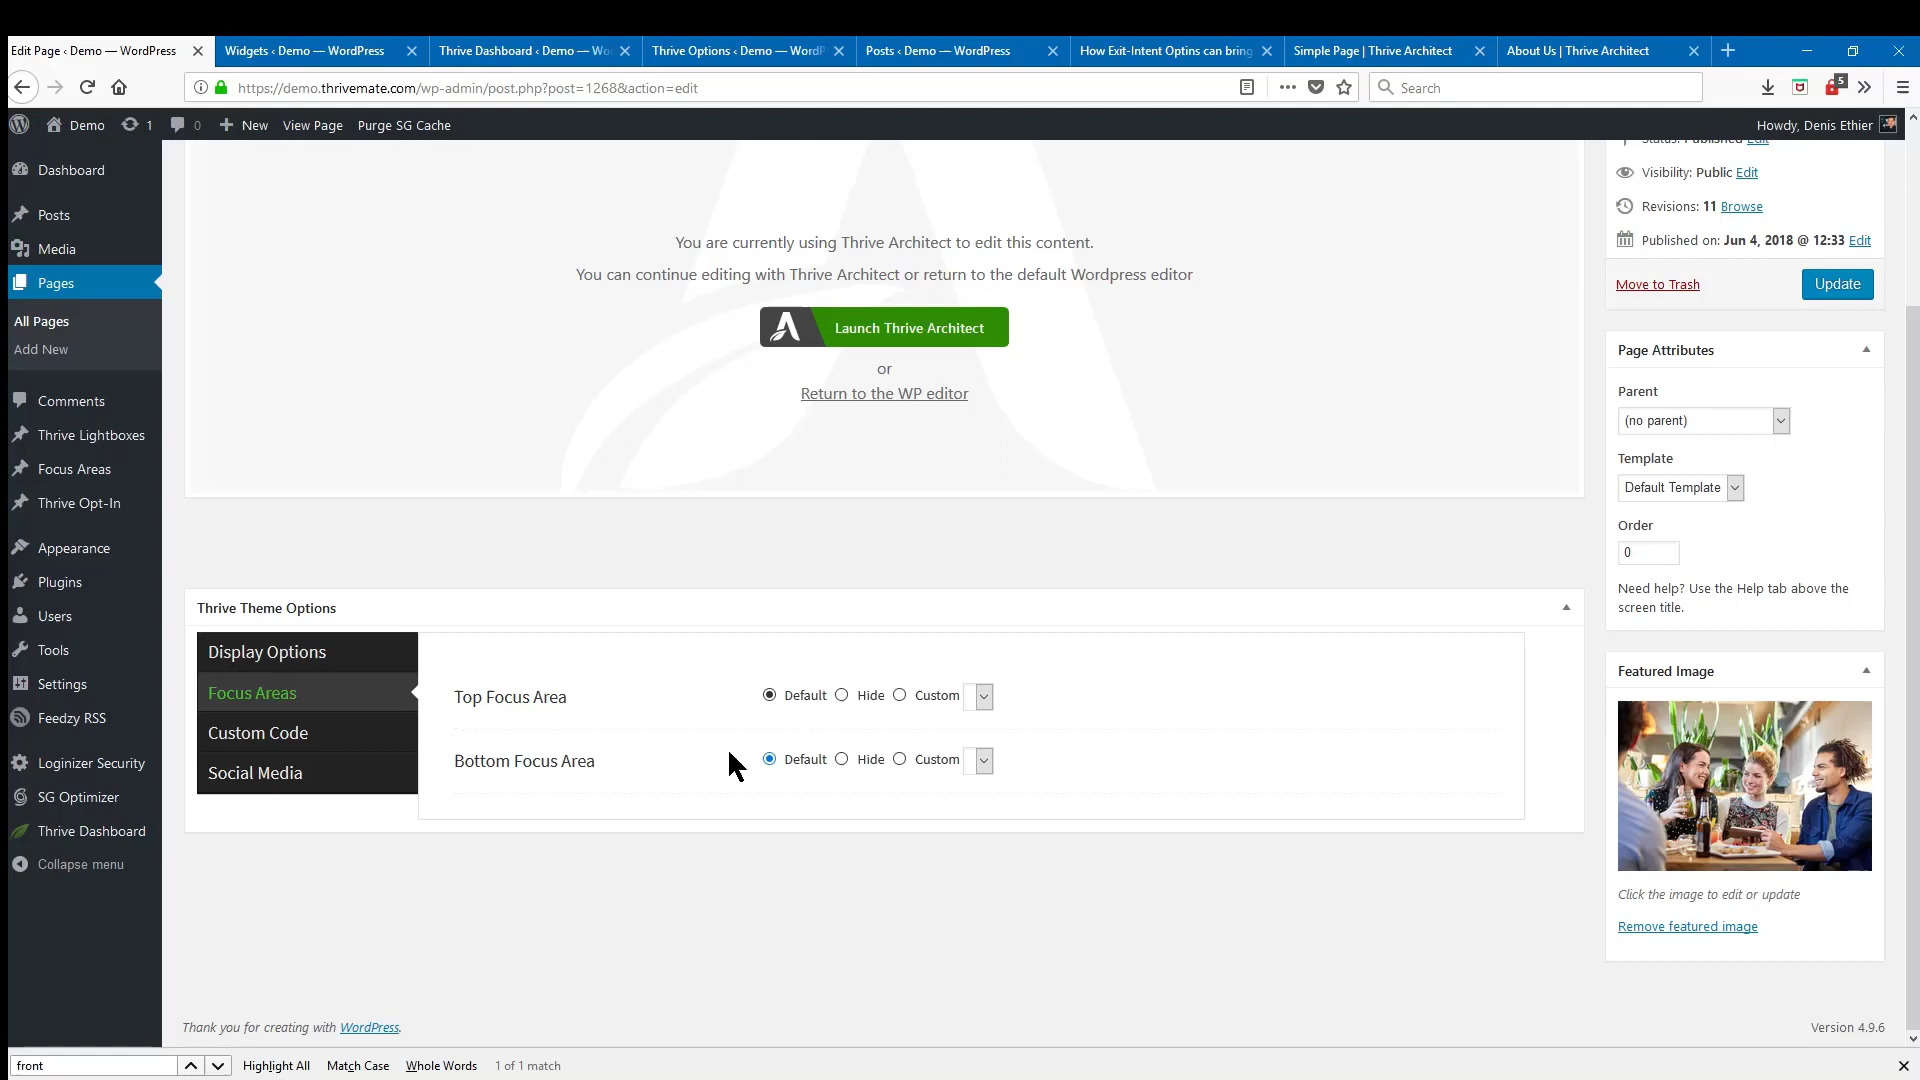 Edit Page ‹ Demo — WordPress
Widgets ‹ Demo — WordPress
Thrive Dashboard ‹ Demo — Wo
Thrive Options ‹ Demo — WordP
Posts ‹ Demo — WordPress
How Exit-Intent Optins can bring
Simple Page | Thrive Architect
About Us | Thrive Architect
https://demo.thrivemate.com/wp-admin/post.php?post=1268&action=edit
Search
5
Demo
1
0
New
View Page
Purge SG Cache
Howdy, Denis Ethier
Dashboard
Posts
Media
Pages
All Pages
Add New
Comments
Thrive Lightboxes
Focus Areas
Thrive Opt-In
Appearance
Plugins
Users
Tools
Settings
Feedzy RSS
Loginizer Security
SG Optimizer
Thrive Dashboard
Collapse menu
You are currently using Thrive Architect to edit this content.
You can continue editing with Thrive Architect or return to the default Wordpress editor
Launch Thrive Architect
or
Return to the WP editor
Thrive Theme Options
Display Options
Focus Areas
Custom Code
Social Media
Top Focus Area
Default
Hide
Custom
Bottom Focus Area
Default
Hide
Custom
Status: Published Edit
Visibility: Public Edit
Revisions: 11 Browse
Published on: Jun 4, 2018 @ 12:33 Edit
Move to Trash
Update
Page Attributes
Parent
(no parent)
Template
Default Template
Order
0
Need help? Use the Help tab above the
screen title.
Featured Image
Click the image to edit or update
Remove featured image
Thank you for creating with WordPress.
Version 4.9.6
front
Highlight All
Match Case
Whole Words
1 of 1 match